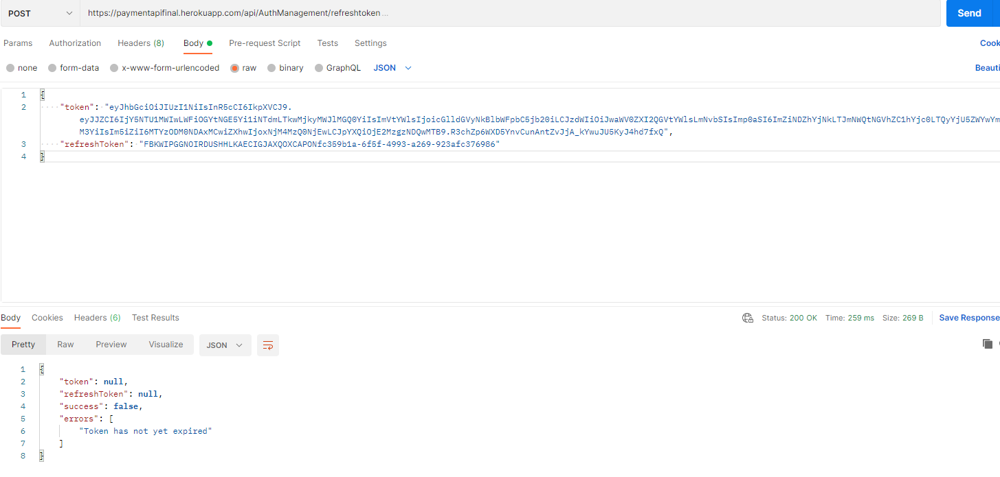 POST https://paymentapifinal.herokuapp.com/api/AuthManagement/refreshtoken ... Send
Params Authorization Headers (8) Body Pre-request Script Tests Settings Cook
none form-data x-www-form-urlencoded raw binary GraphQL JSON Beauti
1 {
2 "token": "eyJhbGciOiJIUzI1NiIsInR5cCI6IkpXVCJ9.
3 "refreshToken": "FBKWIPGGNOIRDUSHHLKAECIGJAXQOXCAPONfc359b1a-6f5f-4993-a269-923afc376986"
4 }
Body Cookies Headers (6) Test Results Status: 200 OK Time: 259 ms Size: 269 B Save Response
Pretty Raw Preview Visualize JSON
1 {
2 "token": null,
3 "refreshToken": null,
4 "success": false,
5 "errors": [
6 "Token has not yet expired"
7 ]
8 }